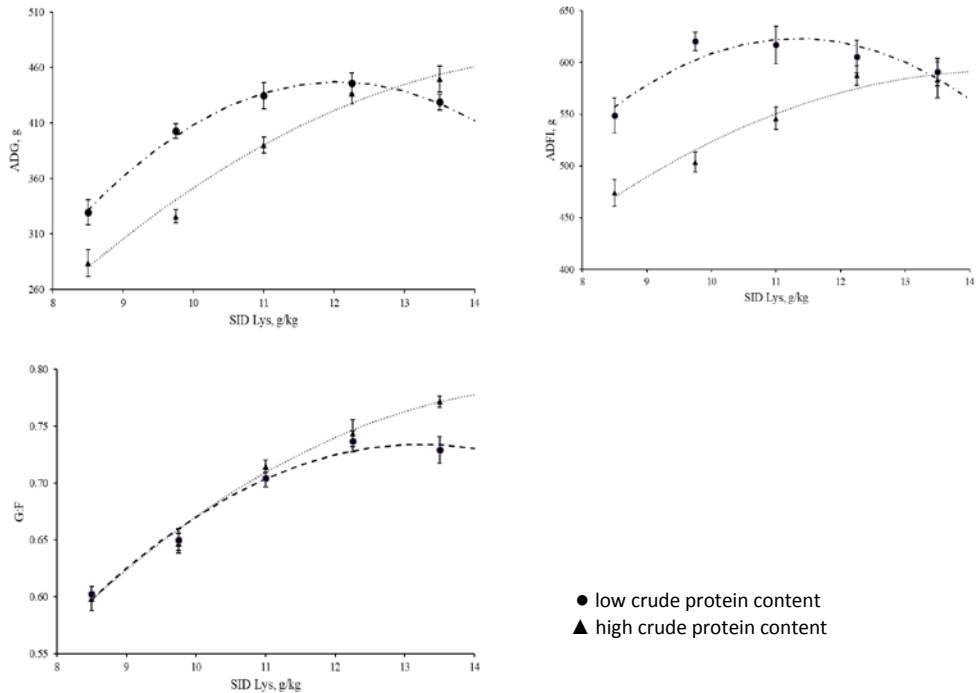 510
460
410
360
310
260
ADG, g
8 9 10 11 12 13 14
SID Lys, g/kg
650
600
550
500
450
400
ADFI, g
8 9 10 11 12 13 14
SID Lys, g/kg
0.80
0.75
0.70
0.65
0.60
0.55
G:F
8 9 10 11 12 13 14
SID Lys, g/kg
● low crude protein content
▲ high crude protein content